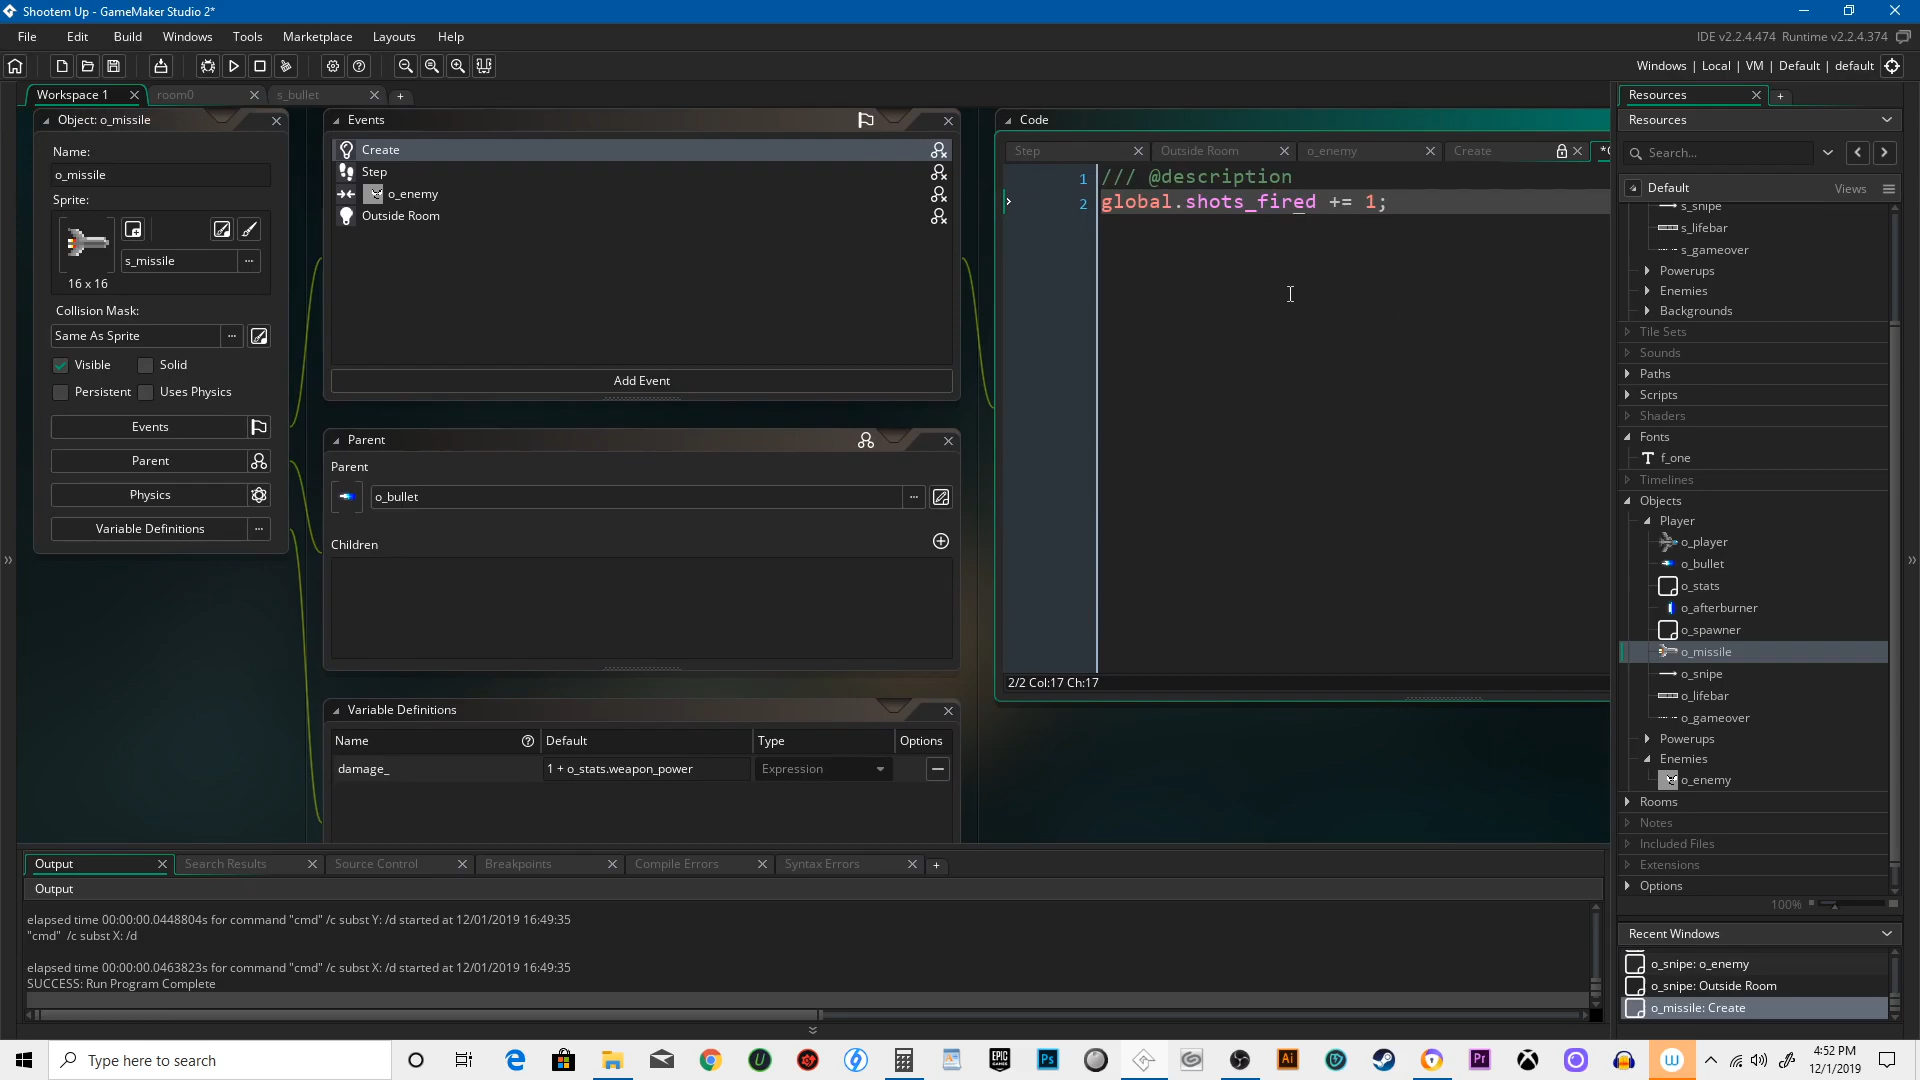 Shootem Up - GameMaker Studio 2*
File Edit Build Windows Tools Marketplace Layouts Help
IDE v2.2.4.474 Runtime v2.2.4.374
Windows | Local | VM | Default | default
Workspace 1 room0 s_bullet
Object: o_missile
Name:
o_missile
Sprite:
s_missile
16 x 16
Collision Mask:
Same As Sprite
Visible Solid
Persistent Uses Physics
Events
Parent
Physics
Variable Definitions
Events
Create
Step
o_enemy
Outside Room
Add Event
Parent
Parent
o_bullet
Children
Variable Definitions
Name Default Type Options
damage_ 1 + o_stats.weapon_power Expression
Code
Step Outside Room o_enemy Create
1 /// @description
2 global.shots_fired += 1;
2/2 Col:17 Ch:17
Resources
Resources
Search...
Default Views
s_snipe
s_lifebar
s_gameover
Powerups
Enemies
Backgrounds
Tile Sets
Sounds
Paths
Scripts
Shaders
Fonts
f_one
Timelines
Objects
Player
o_player
o_bullet
o_stats
o_afterburner
o_spawner
o_missile
o_snipe
o_lifebar
o_gameover
Powerups
Enemies
o_enemy
Rooms
Notes
Included Files
Extensions
Options
100%
Recent Windows
o_snipe: o_enemy
o_snipe: Outside Room
o_missile: Create
Output Search Results Source Control Breakpoints Compile Errors Syntax Errors
Output
elapsed time 00:00:00.0448804s for command "cmd" /c subst Y: /d started at 12/01/2019 16:49:35
"cmd" /c subst X: /d
elapsed time 00:00:00.0463823s for command "cmd" /c subst X: /d started at 12/01/2019 16:49:35
SUCCESS: Run Program Complete
Type here to search
4:52 PM
12/1/2019